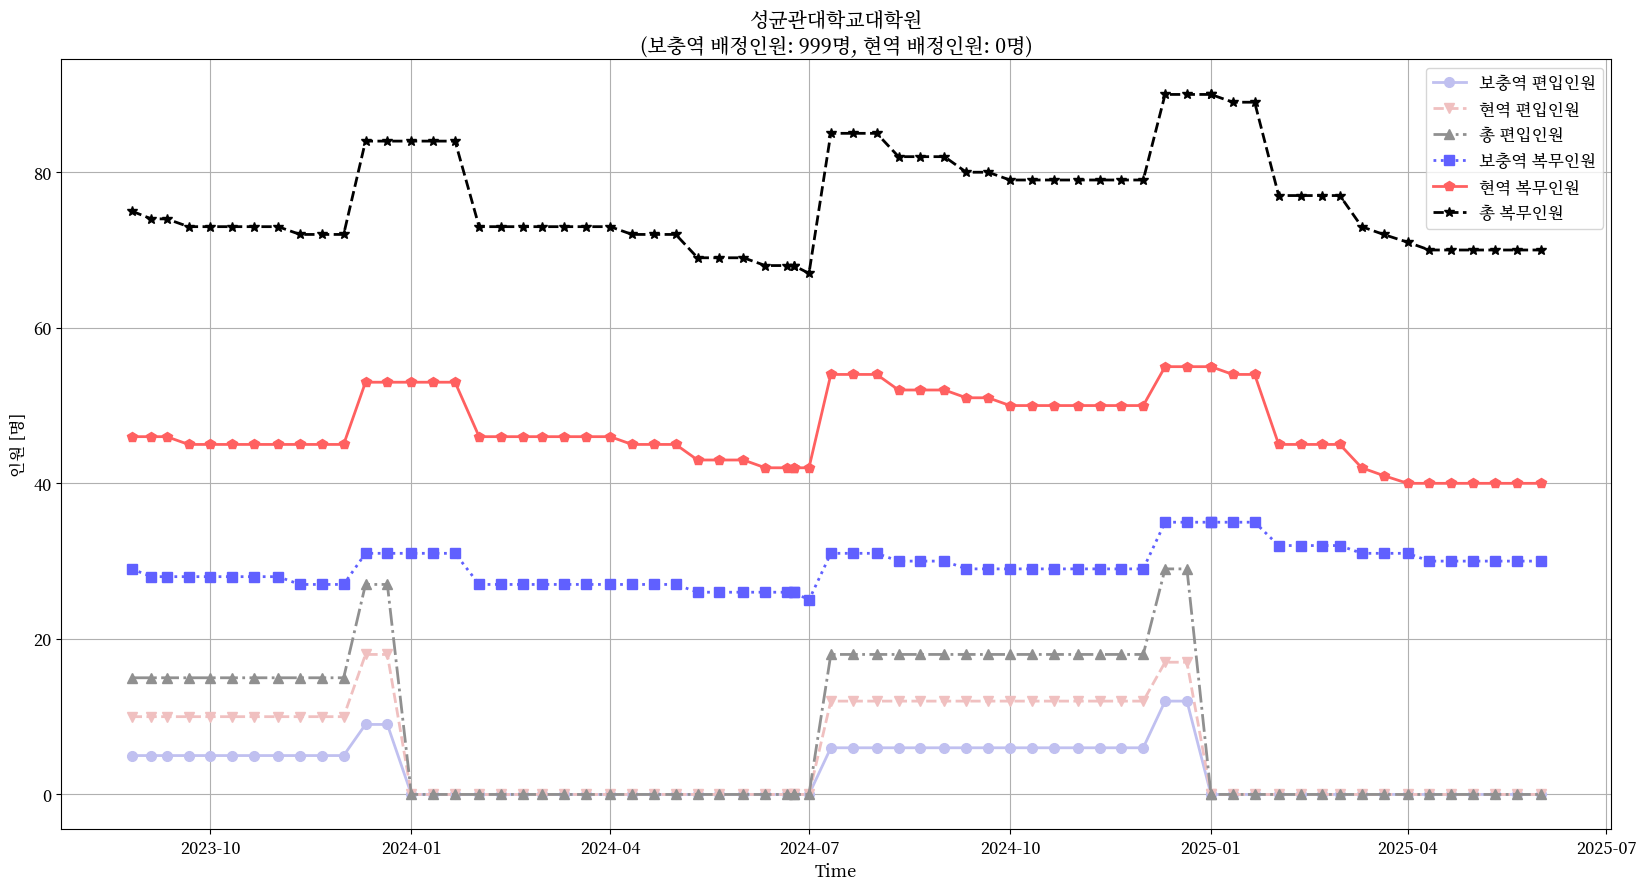 성균관대학교대학원
(보충역 배정인원: 999명, 현역 배정인원: 0명)
보충역 편입인원
현역 편입인원
총 편입인원
보충역 복무인원
현역 복무인원
총 복무인원
인원 [명]
80
60
40
20
0
2023-10
2024-01
2024-04
2024-07
2024-10
2025-01
2025-04
2025-07
Time